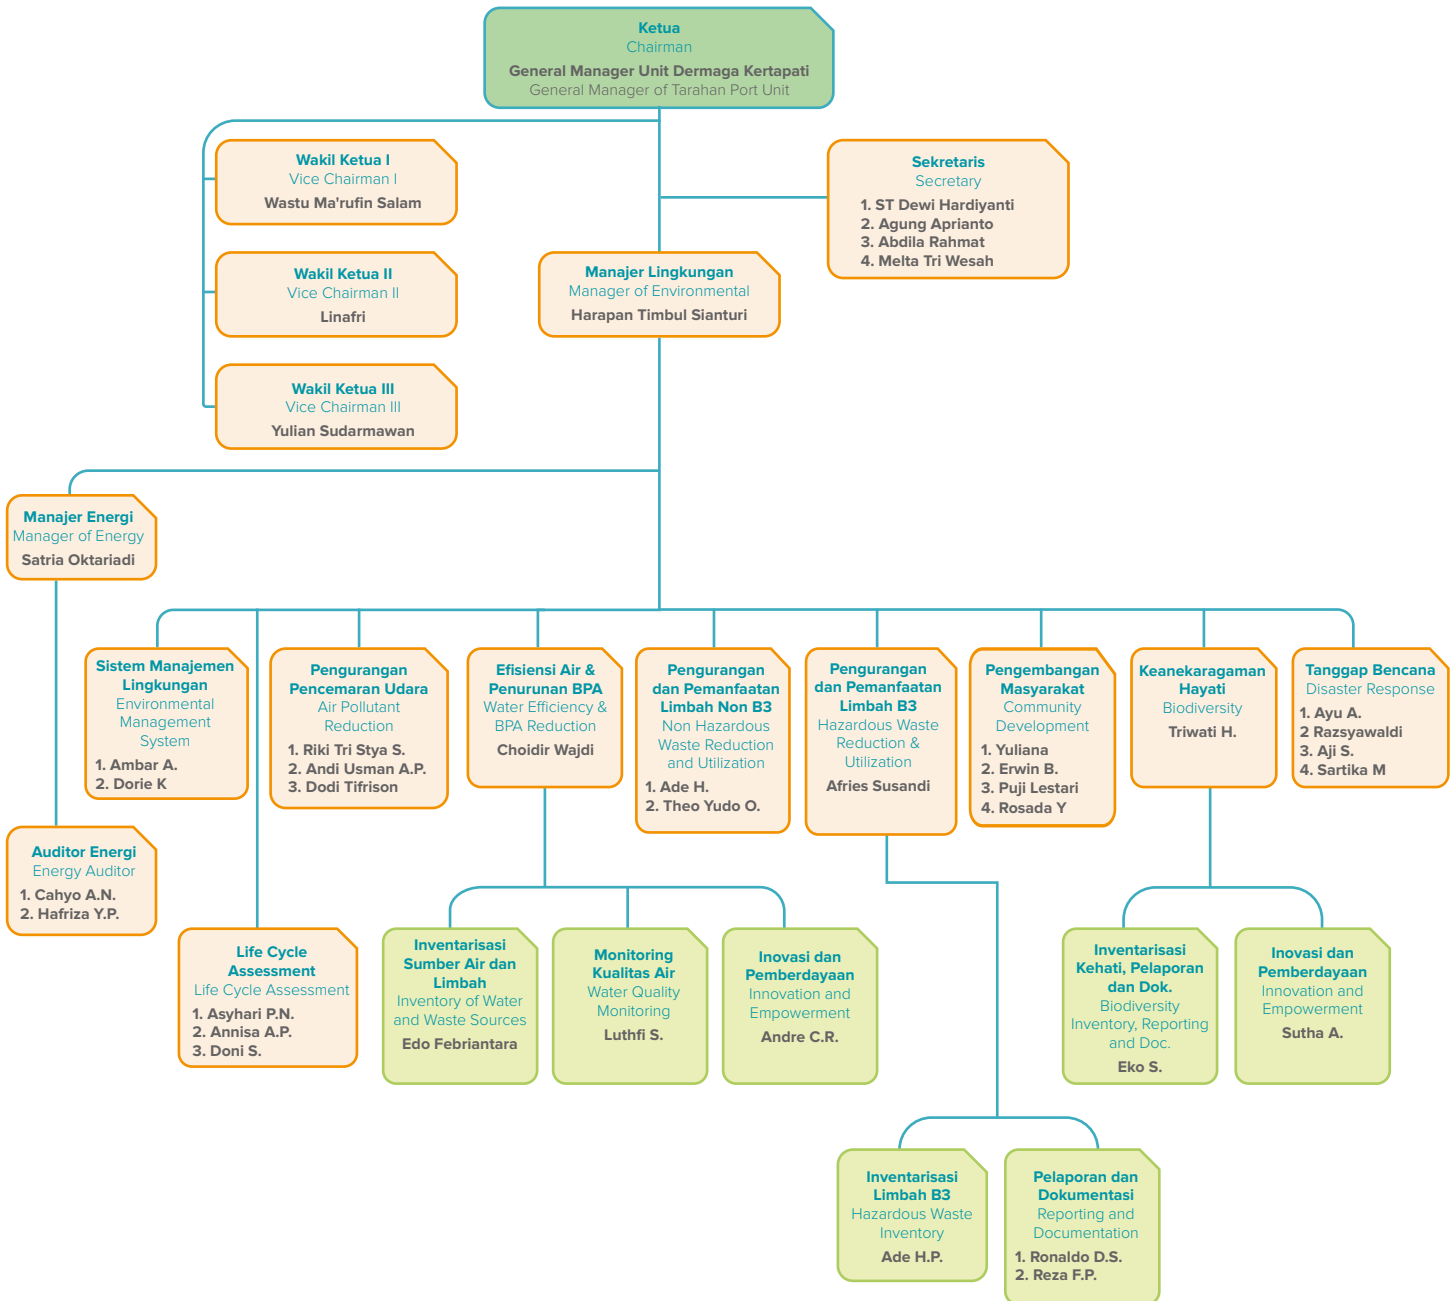 Ketua
Chairman
General Manager Unit Dermaga Kertapati
General Manager of Tarahan Port Unit
Wakil Ketua I
Vice Chairman I
Wastu Ma'rufin Salam
Sekretaris
Secretary
1. ST Dewi Hardiyanti
2. Agung Aprianto
3. Abdila Rahmat
4. Melta Tri Wesah
Wakil Ketua II
Vice Chairman II
Linafri
Manajer Lingkungan
Manager of Environmental
Harapan Timbul Sianturi
Wakil Ketua III
Vice Chairman III
Yulian Sudarmawan
Manajer Energi
Manager of Energy
Satria Oktariadi
Sistem Manajemen
Lingkungan
Environmental
Management
System
1. Ambar A.
2. Dorie K
Pengurangan
Pencemaran Udara
Air Pollutant
Reduction
1. Riki Tri Stya S.
2. Andi Usman A.P.
3. Dodi Tifrison
Efisiensi Air &
Penurunan BPA
Water Efficiency &
BPA Reduction
Choidir Wajdi
Pengurangan
dan Pemanfaatan
Limbah Non B3
Non Hazardous
Waste Reduction
and Utilization
1. Ade H.
2. Theo Yudo O.
Pengurangan
dan Pemanfaatan
Limbah B3
Hazardous Waste
Reduction &
Utilization
Afries Susandi
Pengembangan
Masyarakat
Community
Development
1. Yuliana
2. Erwin B.
3. Puji Lestari
4. Rosada Y
Keanekaragaman
Hayati
Biodiversity
Triwati H.
Tanggap Bencana
Disaster Response
1. Ayu A.
2 Razsyawaldi
3. Aji S.
4. Sartika M
Auditor Energi
Energy Auditor
1. Cahyo A.N.
2. Hafriza Y.P.
Life Cycle
Assessment
Life Cycle Assessment
1. Asyhari P.N.
2. Annisa A.P.
3. Doni S.
Inventarisasi
Sumber Air dan
Limbah
Inventory of Water
and Waste Sources
Edo Febriantara
Monitoring
Kualitas Air
Water Quality
Monitoring
Luthfi S.
Inovasi dan
Pemberdayaan
Innovation and
Empowerment
Andre C.R.
Inventarisasi
Kehati, Pelaporan
dan Dok.
Biodiversity
Inventory, Reporting
and Doc.
Eko S.
Inovasi dan
Pemberdayaan
Innovation and
Empowerment
Sutha A.
Inventarisasi
Limbah B3
Hazardous Waste
Inventory
Ade H.P.
Pelaporan dan
Dokumentasi
Reporting and
Documentation
1. Ronaldo D.S.
2. Reza F.P.